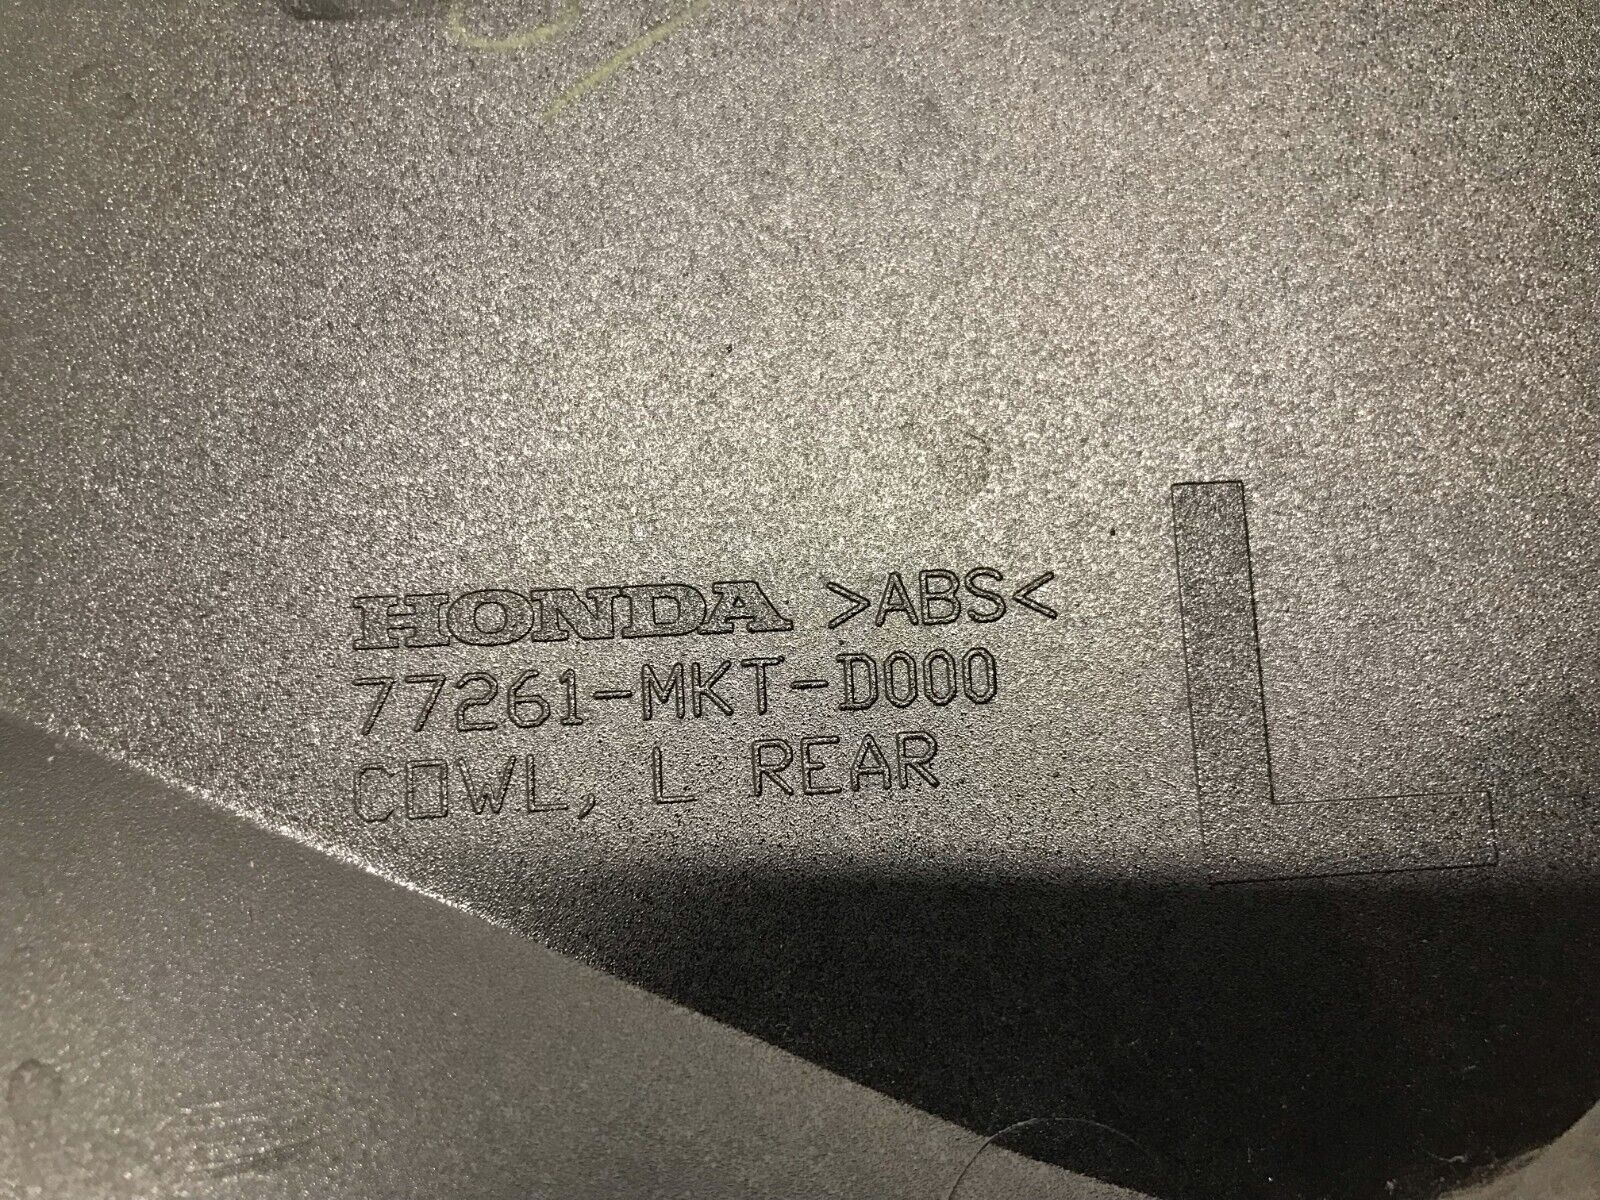 HONDA >ABS<
77261-MKT-D000
COWL, L REAR
L